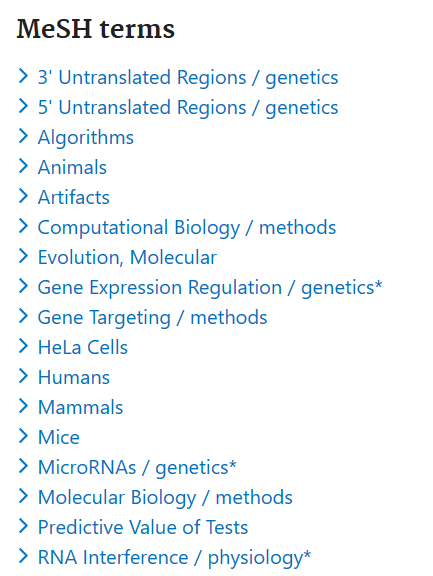 MeSH terms
3' Untranslated Regions / genetics
5' Untranslated Regions / genetics
Algorithms
Animals
Artifacts
Computational Biology / methods
Evolution, Molecular
Gene Expression Regulation / genetics*
Gene Targeting / methods
HeLa Cells
Humans
Mammals
Mice
MicroRNAs / genetics*
Molecular Biology / methods
Predictive Value of Tests
RNA Interference / physiology*